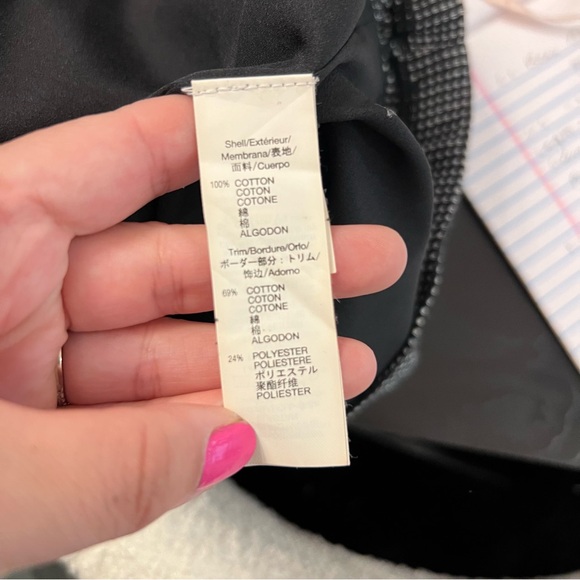 Shell/Extérieur/
Membrana/表地/
面料/Cuerpo
100% COTTON
COTON
COTONE
綿
棉
ALGODON
Trim/Bordure/Orlo/
ボーダー部分：トリム/
饰边/Adorno
69% COTTON
COTON
COTONE
綿
棉
ALGODON
24% POLYESTER
POLIESTERE
ポリエステル
聚酯纤维
POLIESTER